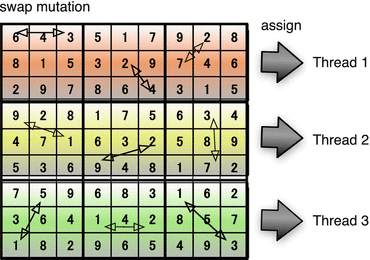 swap mutation
assign
6 4 3 5 1 7 9 2 8
8 1 5 3 2 9 7 4 6
Thread 1
2 9 7 8 6 4 3 1 5
9 2 8 1 7 5 6 3 4
4 7 1 6 3 2 5 8 9
Thread 2
5 3 6 9 4 8 1 7 2
7 5 9 6 8 3 1 6 2
3 6 4 1 4 2 8 5 7
Thread 3
1 8 2 9 6 5 4 9 3